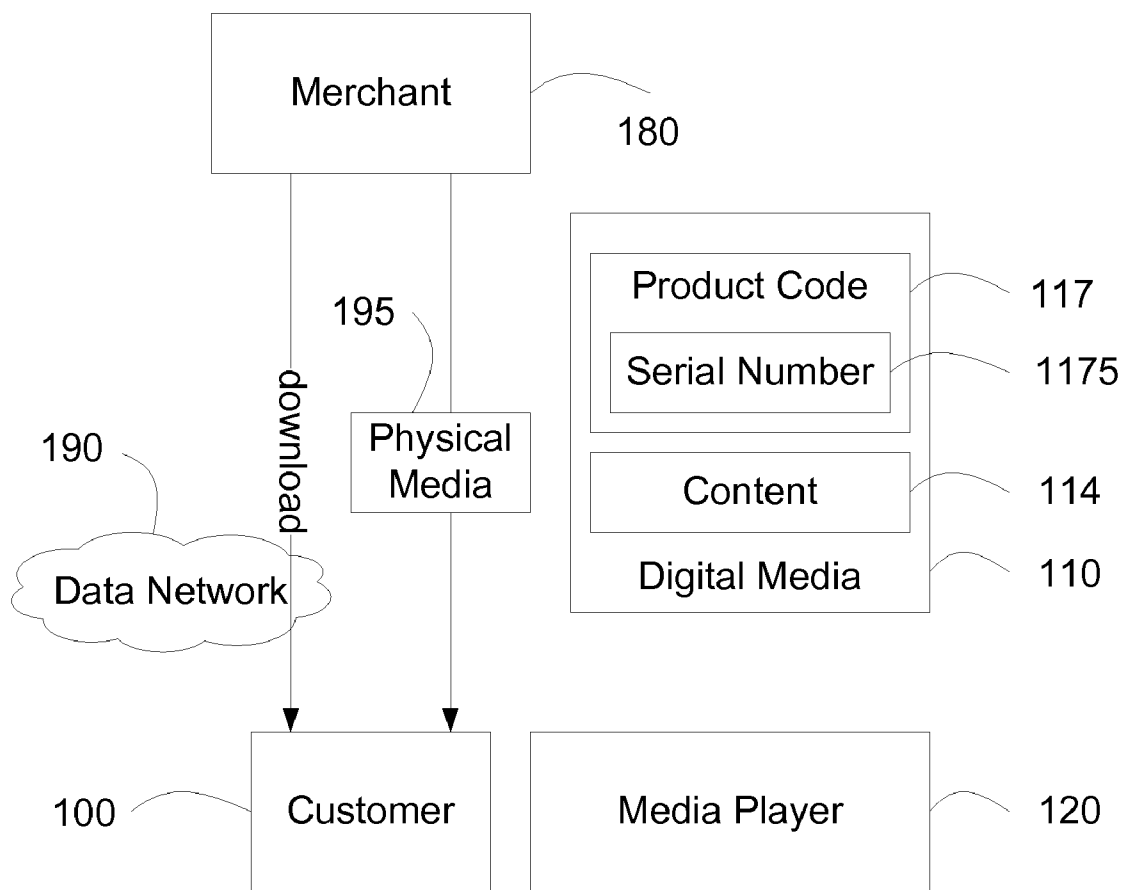 Merchant
180
Product Code
117
195
Serial Number
1175
download
Physical
Media
190
Content
114
Data Network
Digital Media
110
100
Customer
Media Player
120